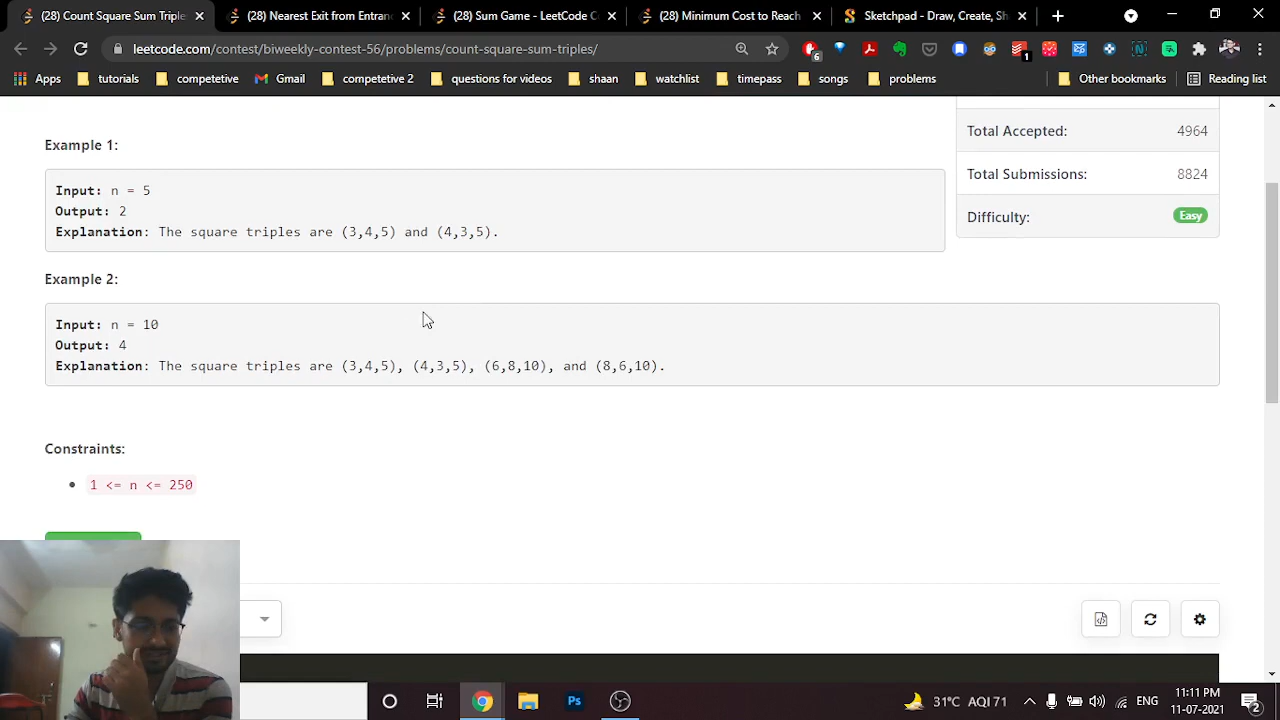 (28) Count Square Sum Triple
(28) Nearest Exit from Entran
(28) Sum Game - LeetCode Co
(28) Minimum Cost to Reach
Sketchpad - Draw, Create, Sh
leetcode.com/contest/biweekly-contest-56/problems/count-square-sum-triples/
6
1
Apps
tutorials
competetive
Gmail
competetive 2
questions for videos
shaan
watchlist
timepass
songs
problems
Other bookmarks
Reading list
Total Accepted: 4964
Total Submissions: 8824
Difficulty: Easy
Example 1:
Input: n = 5
Output: 2
Explanation: The square triples are (3,4,5) and (4,3,5).
Example 2:
Input: n = 10
Output: 4
Explanation: The square triples are (3,4,5), (4,3,5), (6,8,10), and (8,6,10).
Constraints:
1 <= n <= 250
Ps
31°C AQI 71
ENG
11:11 PM
11-07-2021
2